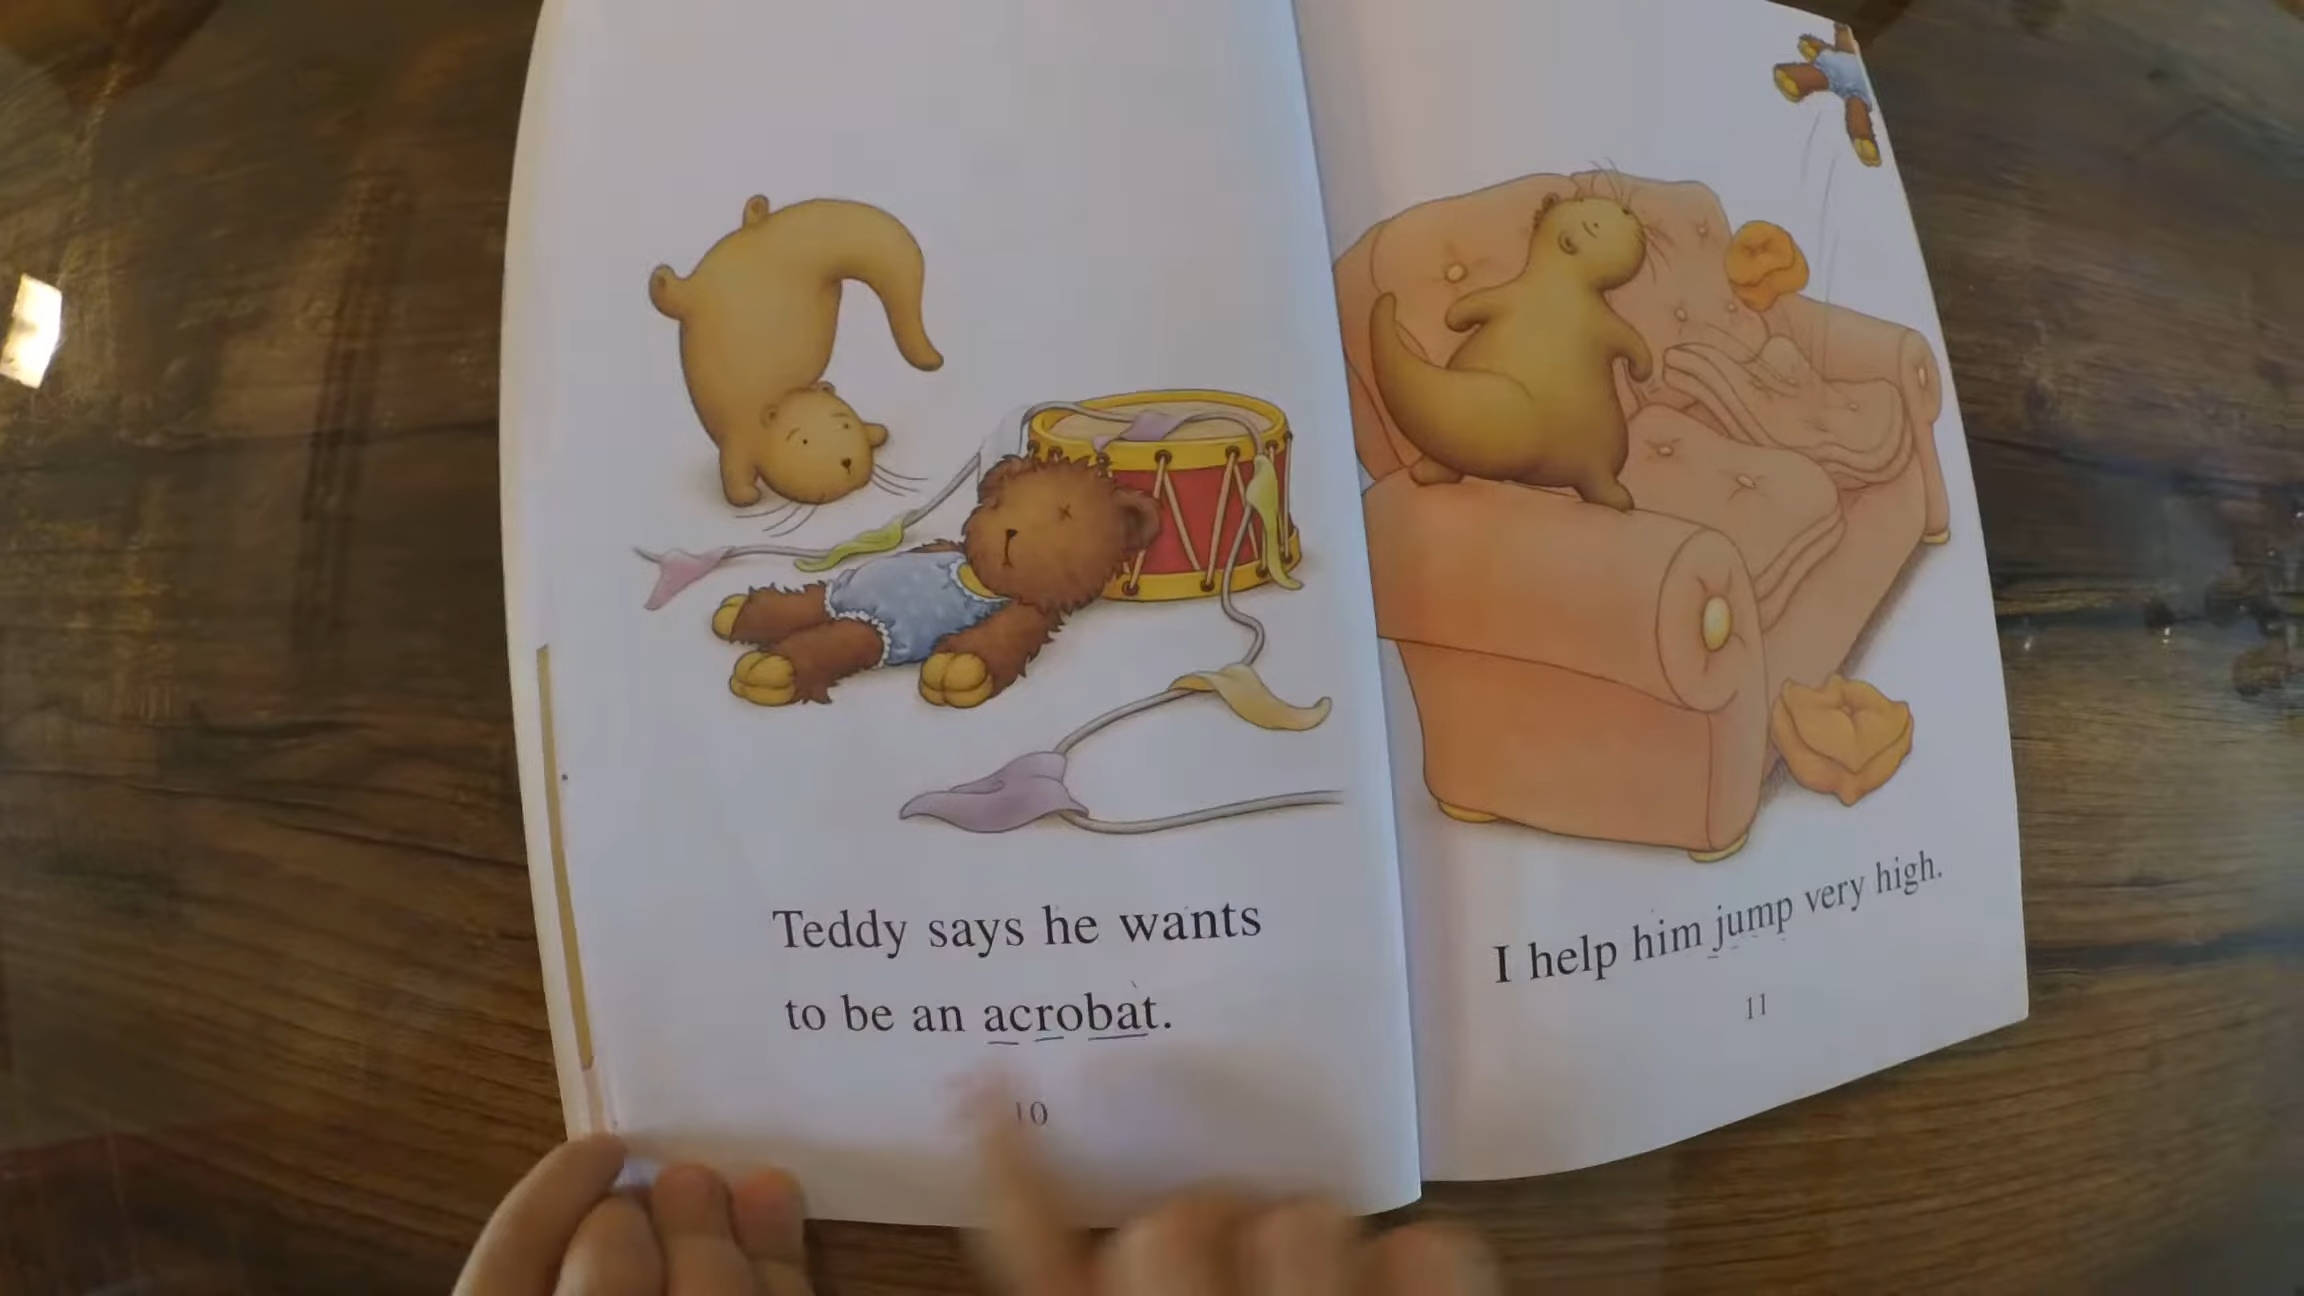 Teddy says he wants
to be an acrobat.
10
I help him jump very high.
11